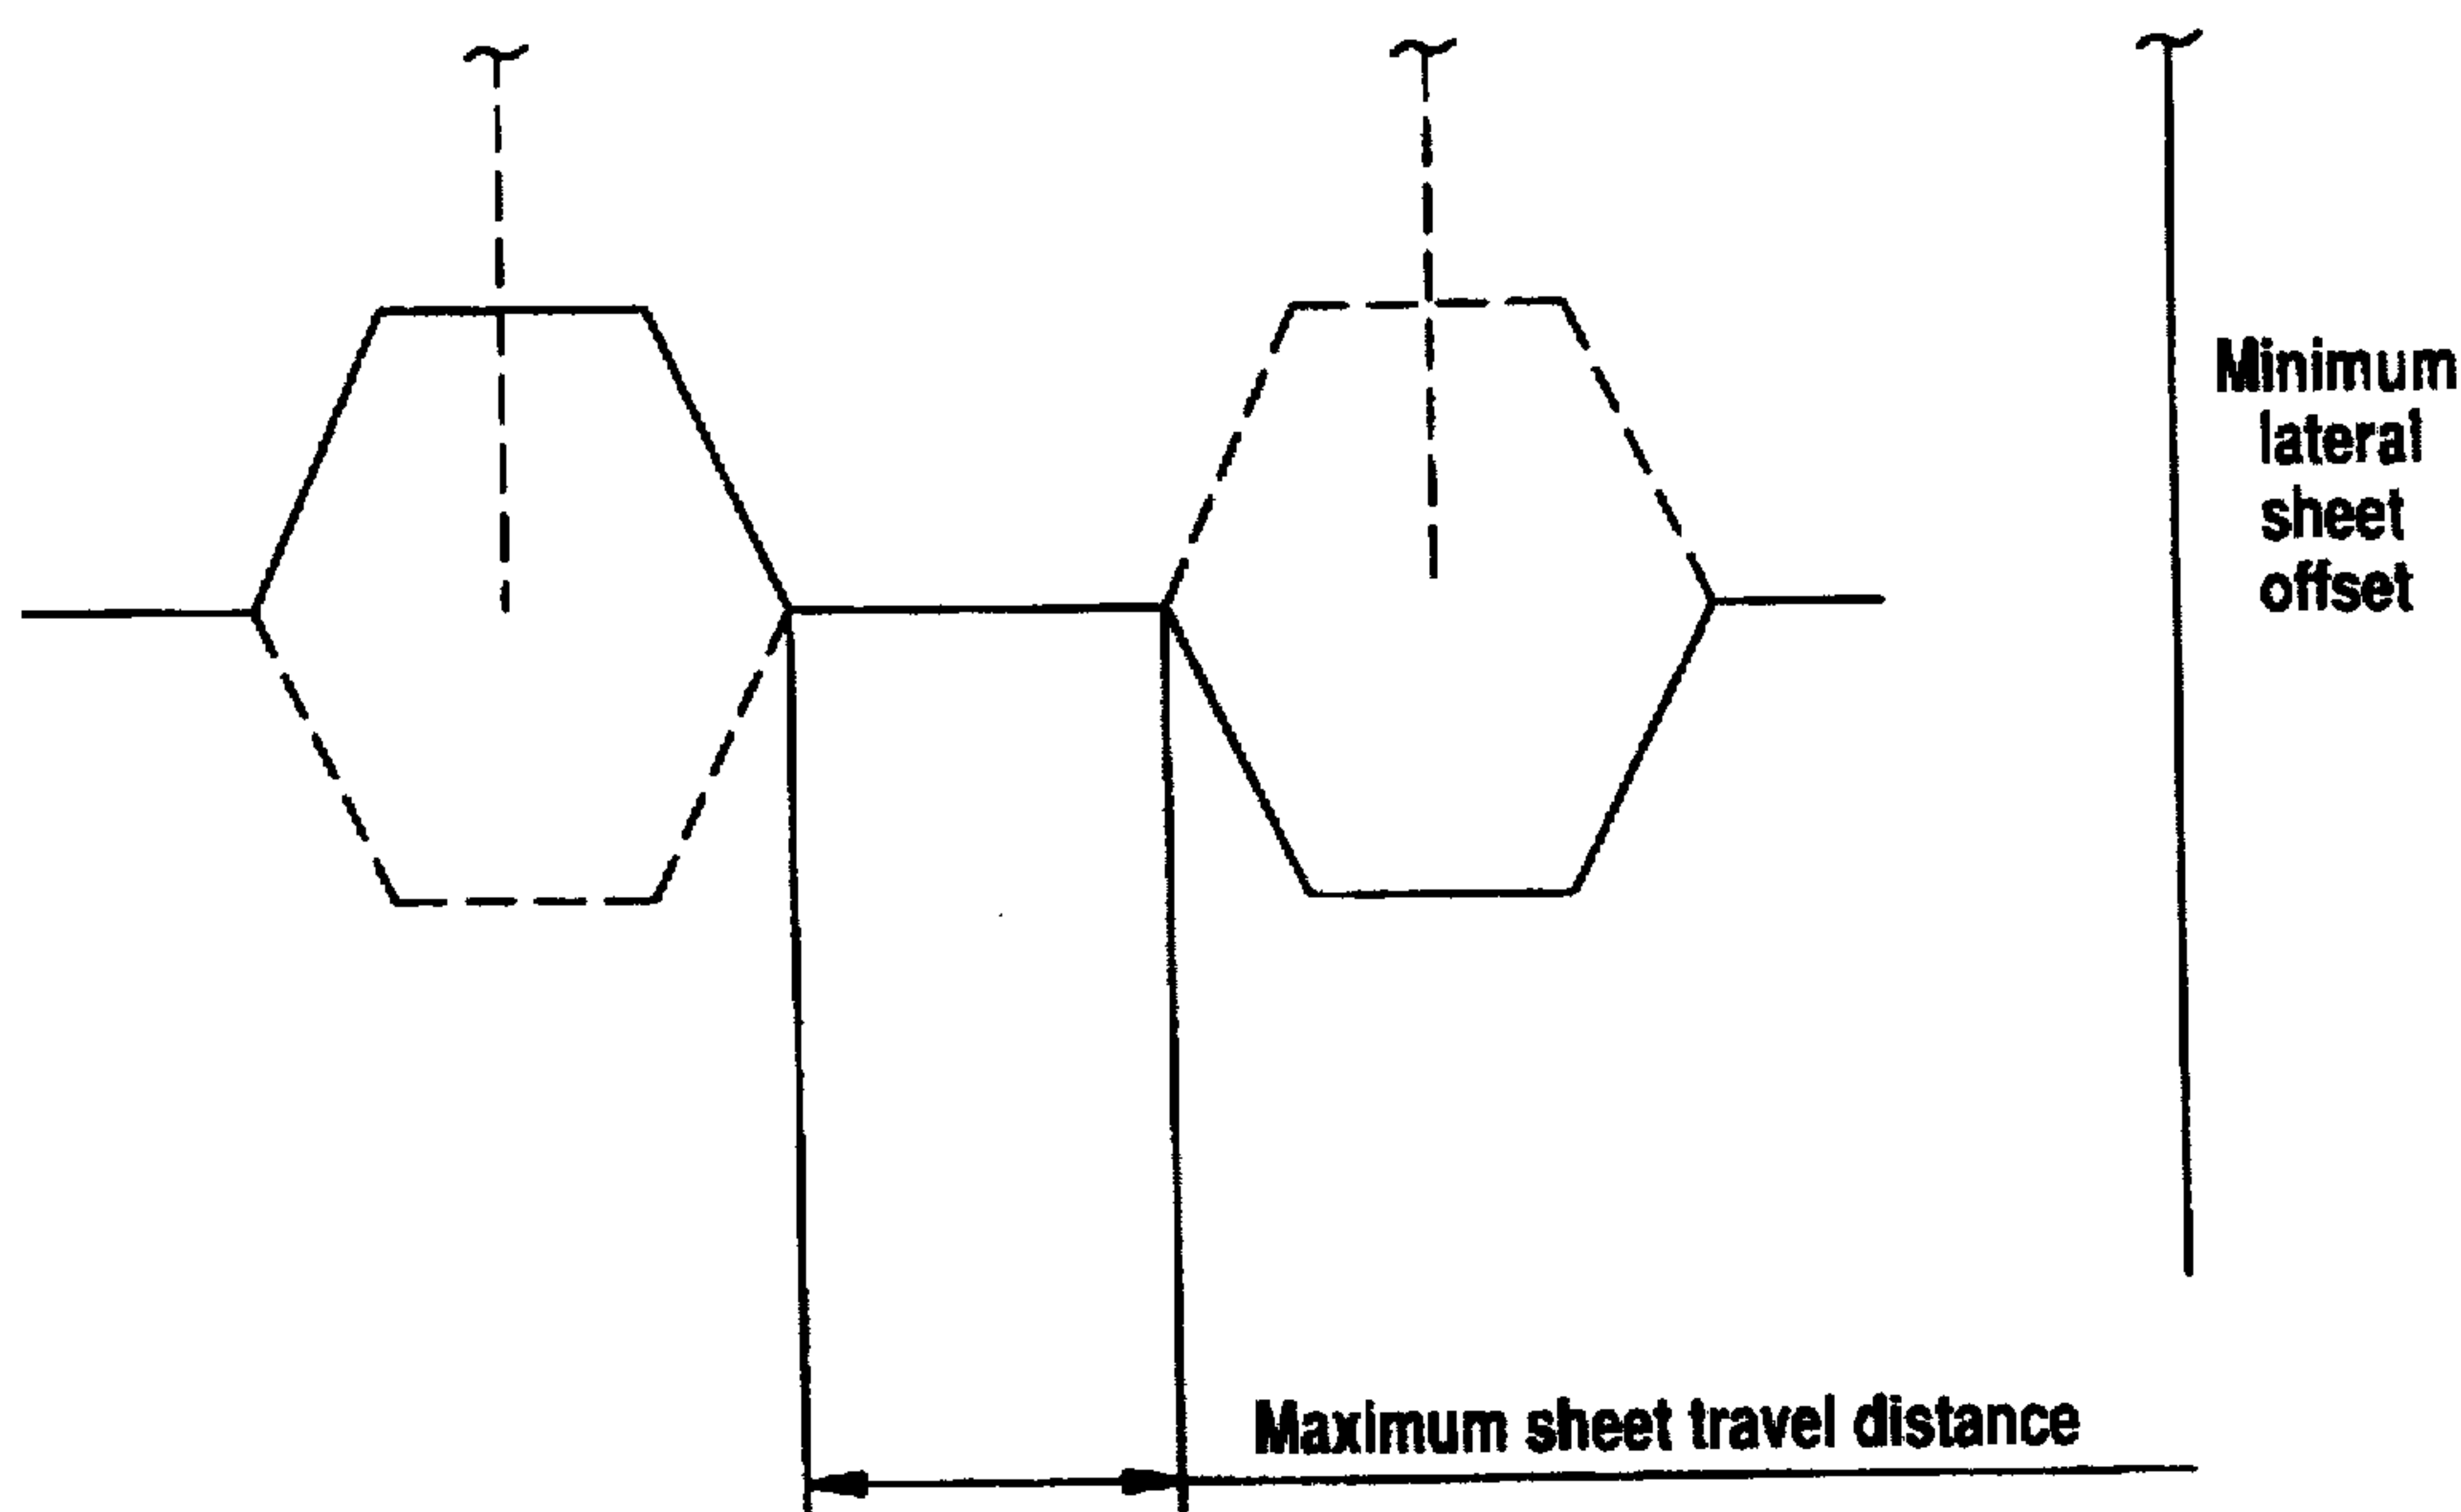 Minimum
lateral
sheet
offset
Maximum sheet travel distance